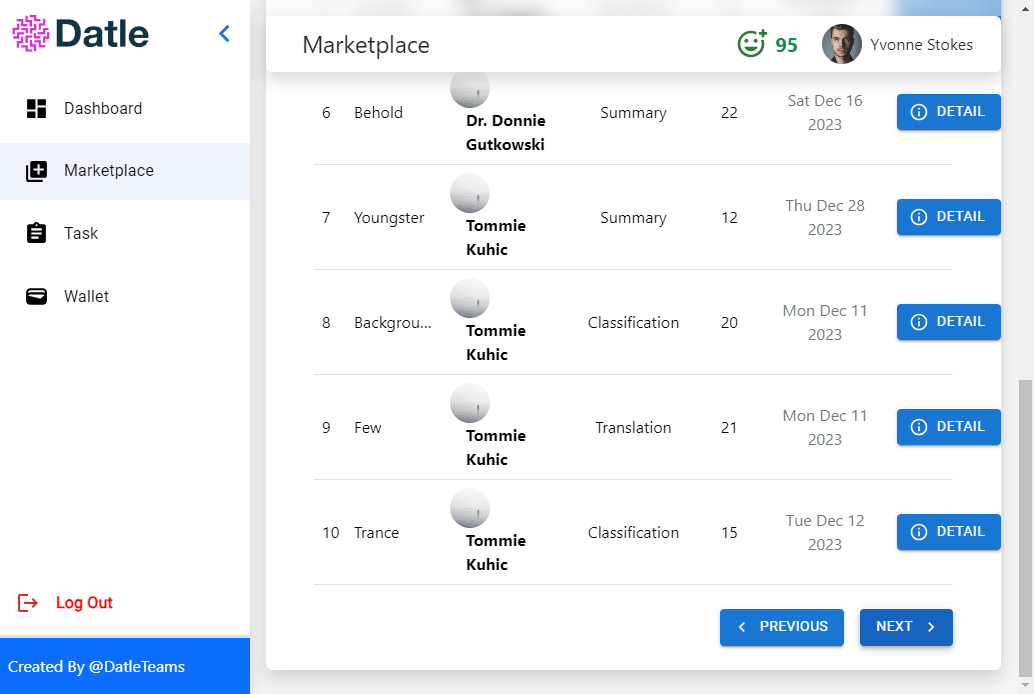 Datle
Dashboard
Marketplace
Task
Wallet
Log Out
Created By @DatleTeams
Marketplace
95
Yvonne Stokes
6 Behold Dr. Donnie Gutkowski Summary 22 Sat Dec 16 2023 DETAIL
7 Youngster Tommie Kuhic Summary 12 Thu Dec 28 2023 DETAIL
8 Backgrou... Tommie Kuhic Classification 20 Mon Dec 11 2023 DETAIL
9 Few Tommie Kuhic Translation 21 Mon Dec 11 2023 DETAIL
10 Trance Tommie Kuhic Classification 15 Tue Dec 12 2023 DETAIL
PREVIOUS
NEXT